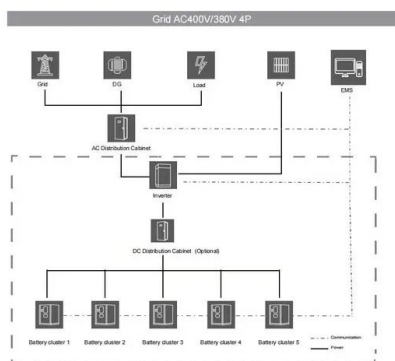 Grid AC400V/380V 4P
Grid
DG
Load
PV
EMS
AC Distribution Cabinet
Inverter
DC Distribution Cabinet (Optional)
Battery cluster 1
Battery cluster 2
Battery cluster 3
Battery cluster 4
Battery cluster 5
Communication
Power